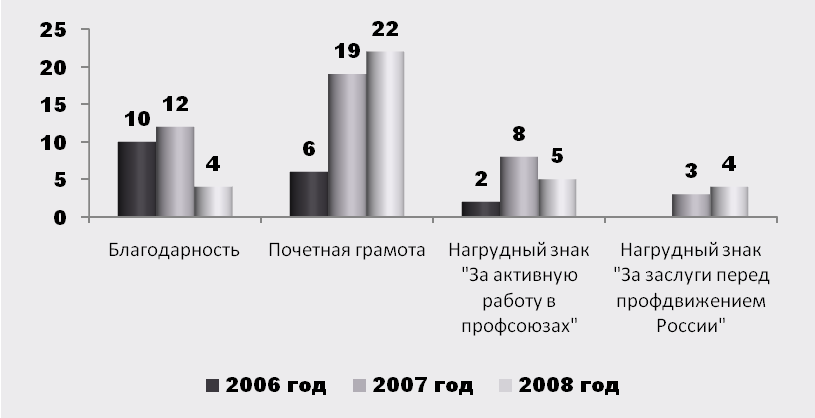 25
20
15
10
5
0
10
12
4
6
19
22
2
8
5
3
4
Благодарность
Почетная грамота
Нагрудный знак
"За активную
работу в
профсоюзах"
Нагрудный знак
"За заслуги перед
профдвижением
России"
2006 год 2007 год 2008 год